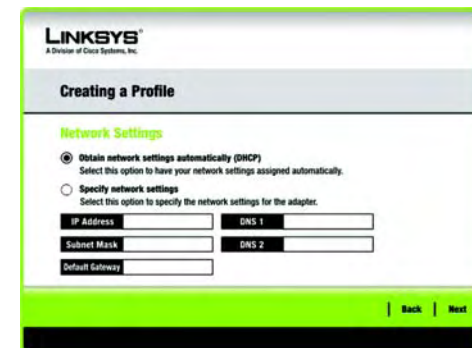 LINKSYS®
A Division of Cisco Systems, Inc.
Creating a Profile
Network Settings
Obtain network settings automatically (DHCP)
Select this option to have your network settings assigned automatically.
Specify network settings
Select this option to specify the network settings for the adapter.
IP Address DNS 1
Subnet Mask DNS 2
Default Gateway
Back Next